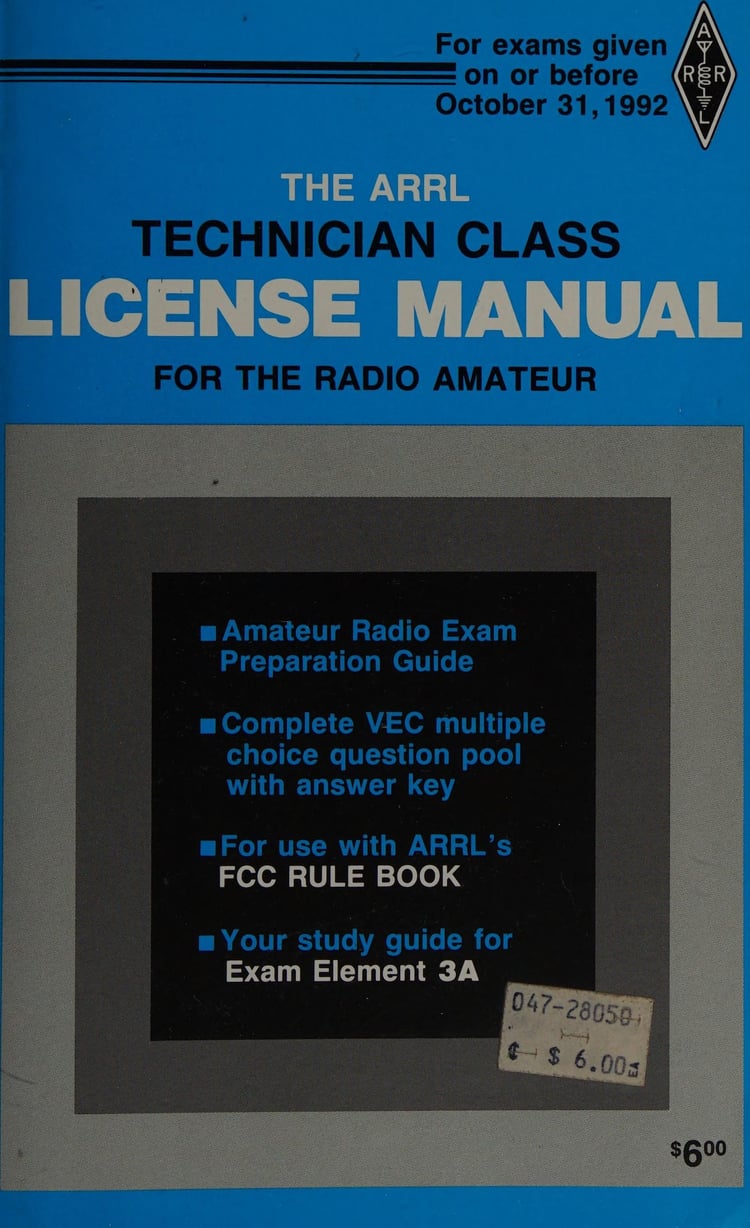 For exams given
on or before
October 31, 1992
A
R R
L
THE ARRL
TECHNICIAN CLASS
LICENSE MANUAL
FOR THE RADIO AMATEUR
■ Amateur Radio Exam
Preparation Guide
■ Complete VEC multiple
choice question pool
with answer key
■ For use with ARRL's
FCC RULE BOOK
■ Your study guide for
Exam Element 3A
047-28050
¢ $ 6.00 EA
$600